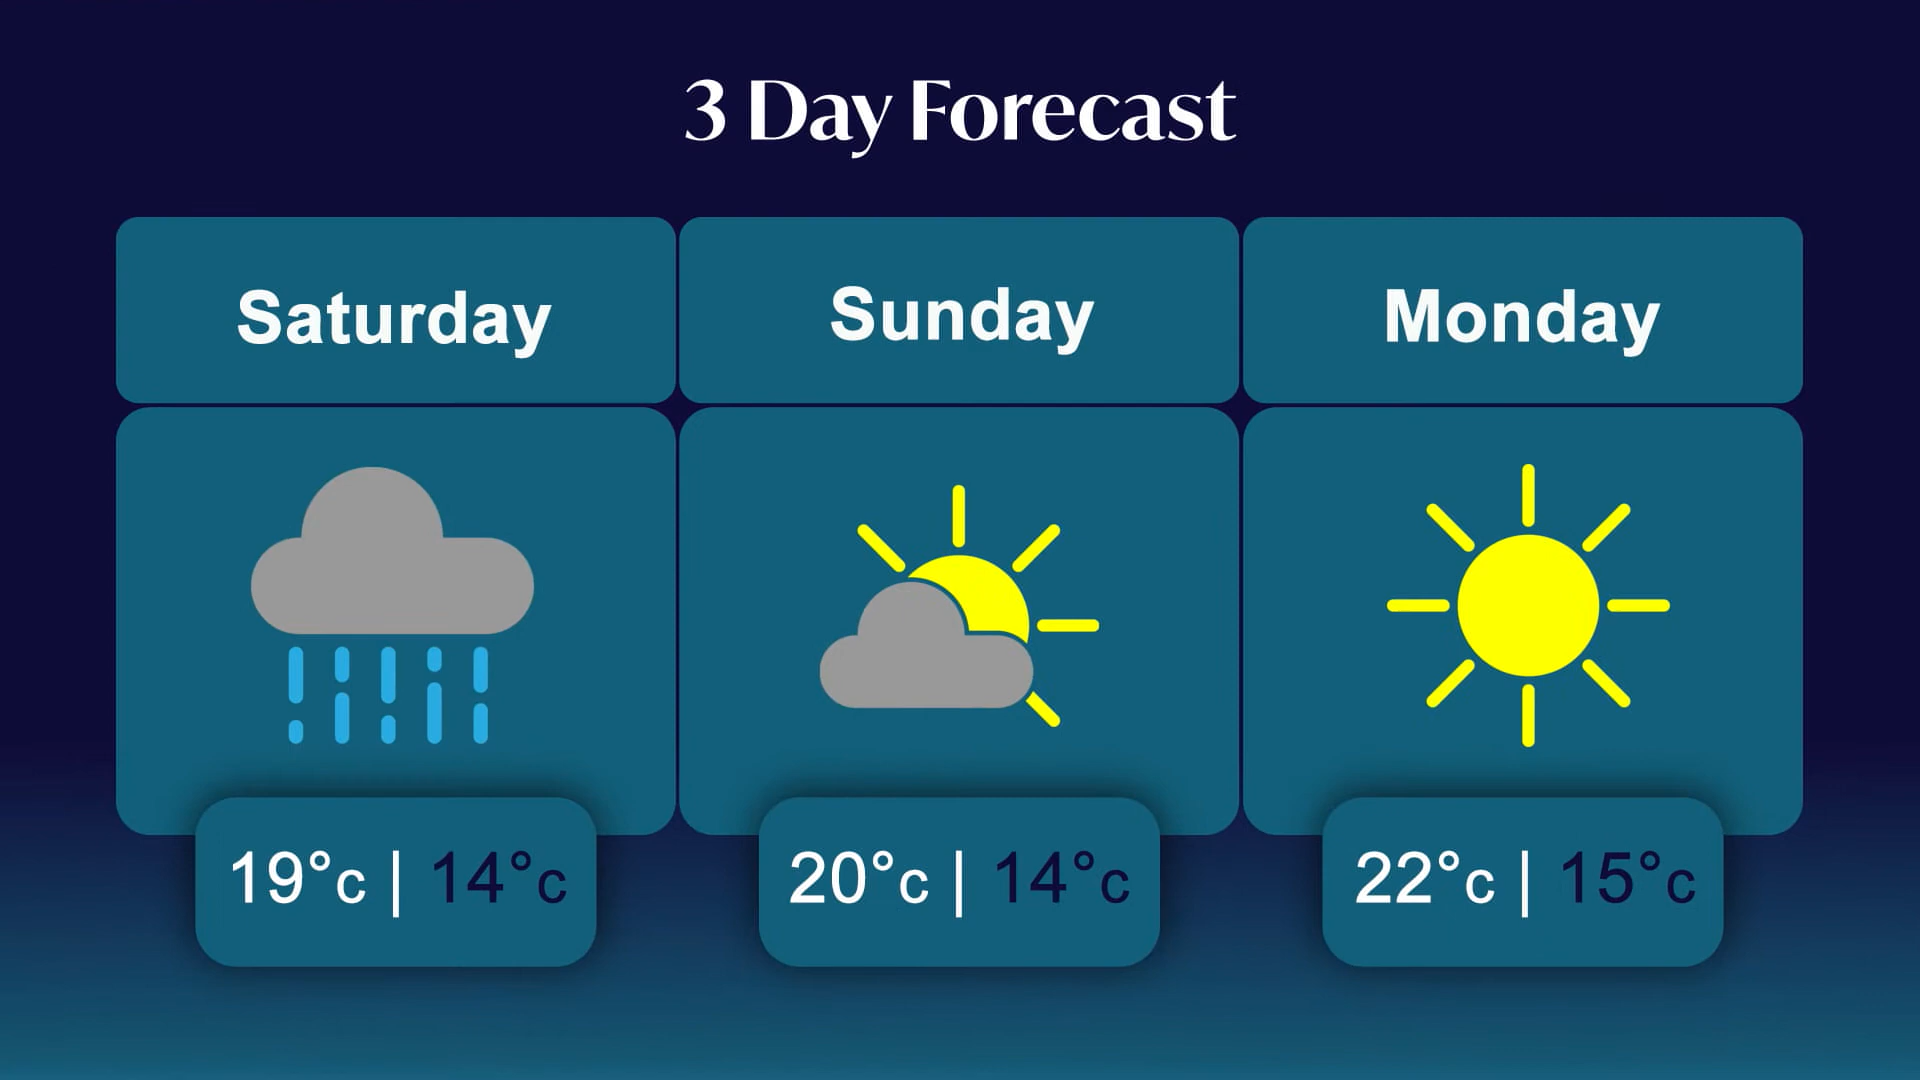 3 Day Forecast
Saturday
Sunday
Monday
19°c | 14°c
20°c | 14°c
22°c | 15°c